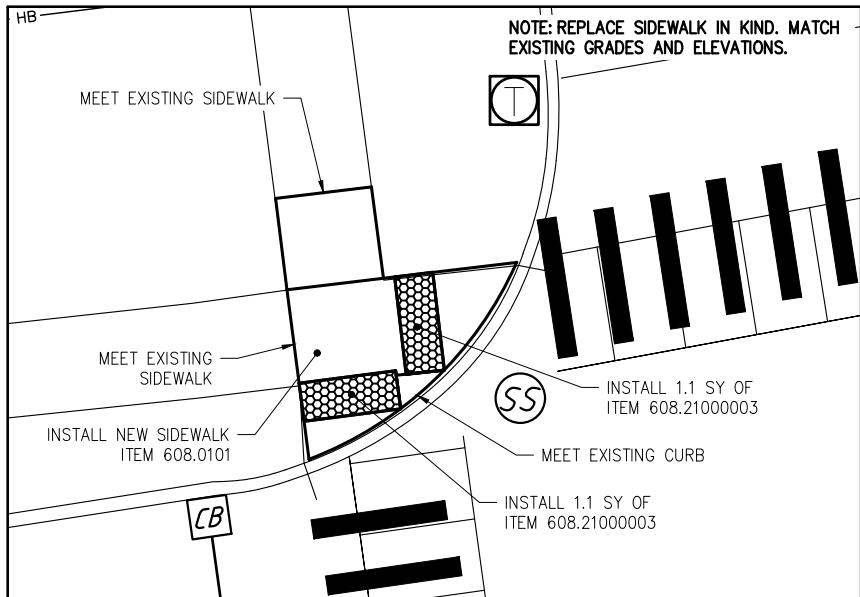 HB
NOTE: REPLACE SIDEWALK IN KIND. MATCH
EXISTING GRADES AND ELEVATIONS.
T
MEET EXISTING SIDEWALK
MEET EXISTING
SIDEWALK
INSTALL 1.1 SY OF
ITEM 608.21000003
SS
INSTALL NEW SIDEWALK
ITEM 608.0101
MEET EXISTING CURB
INSTALL 1.1 SY OF
ITEM 608.21000003
CB